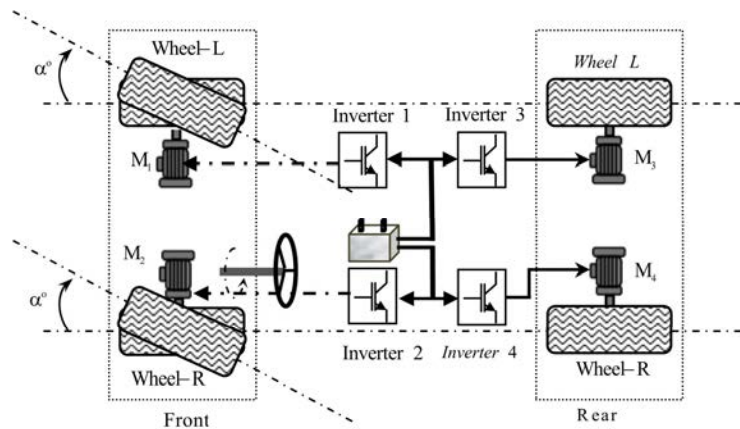 Wheel–L
Wheel L
α°
Inverter 1
Inverter 3
M1
M3
M2
M4
α°
Wheel–R
Inverter 2
Inverter 4
Wheel–R
Front
Rear